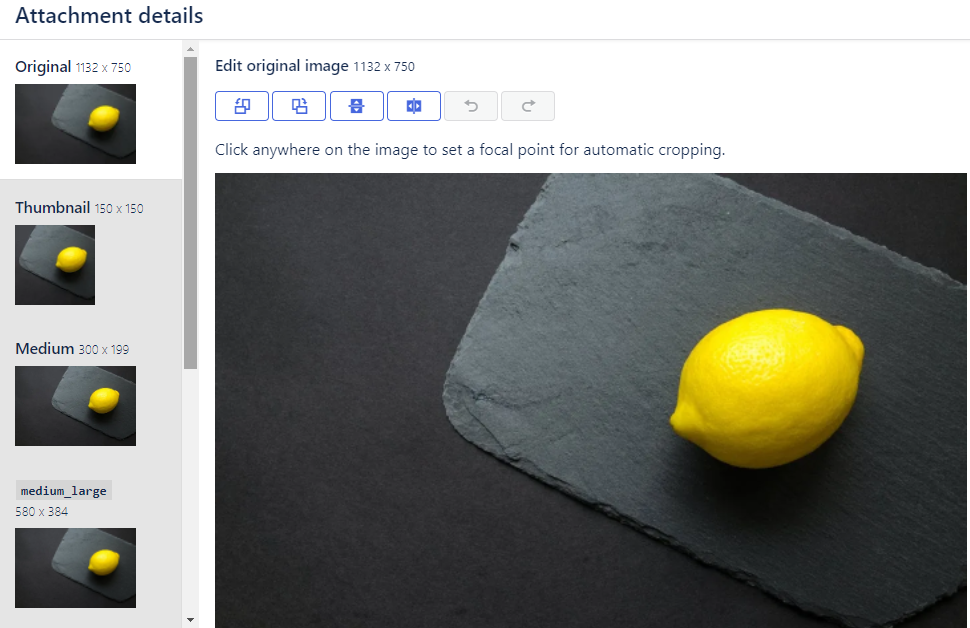 Attachment details
Original 1132 x 750
Thumbnail 150 x 150
Medium 300 x 199
medium_large
580 x 384
Edit original image 1132 x 750
Click anywhere on the image to set a focal point for automatic cropping.